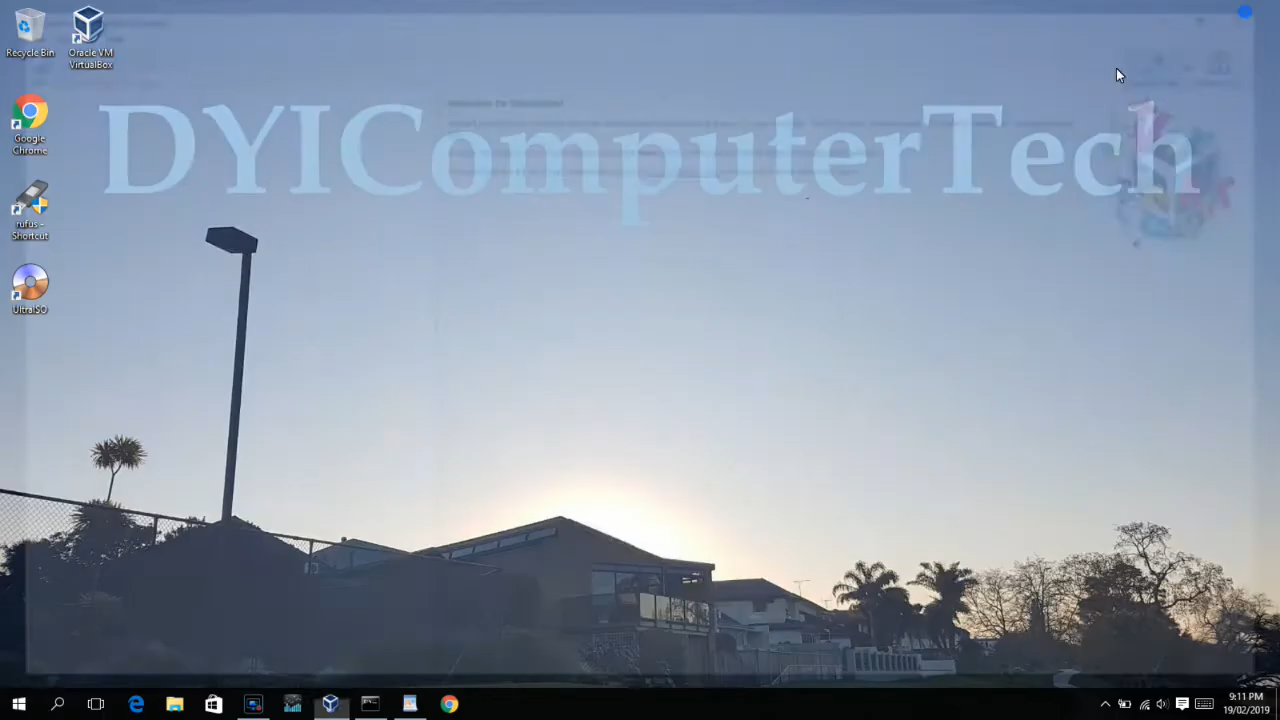 Recycle Bin
Oracle VM
VirtualBox
DYIComputerTech
Google
Chrome
rufus -
Shortcut
UltraISO
9:11 PM
19/02/2019